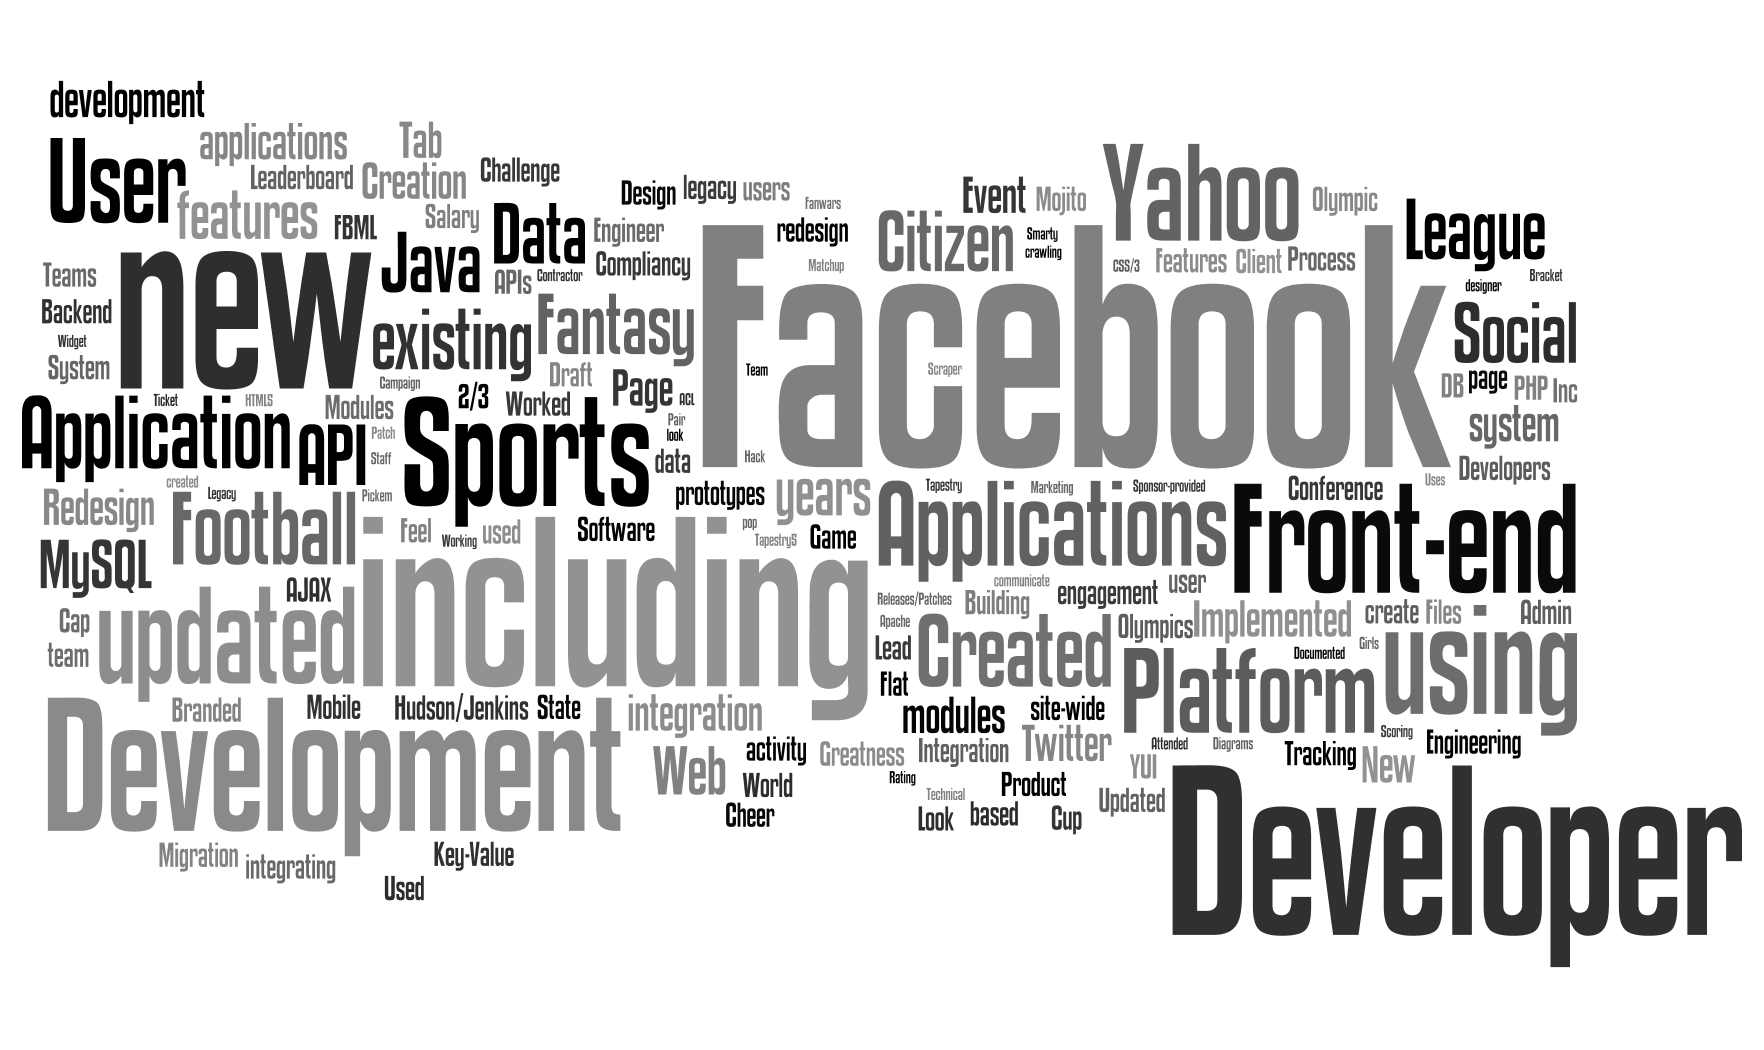 development
User
applications
Tab
Leaderboard
Creation
Challenge
features
FBML
Salary
Data
Design
legacy
users
Fanwars
Engineer
redesign
Java
APIs
Contractor
Compliancy
Matchup
Event
Mojito
Yahoo
Olympic
Citizen
Smarty
crawling
CSS/3
Features
Client
Process
League
Bracket
designer
Teams
Backend
Widget
System
new
existing
Fantasy
Facebook
Social
Campaign
Draft
Team
Scraper
DB
page
PHP
Inc
Ticket
HTML5
Modules
2/3
Worked
Page
ACL
Application
API
Patch
Staff
Sports
Pair
look
data
Hack
system
Developers
Uses
created
Legacy
Pickem
Redesign
Football
prototypes
years
Tapestry
Marketing
Sponsor-provided
Conference
Applications
Front-end
Feel
Working
used
Software
pop
Tapestry5
Game
MySQL
AJAX
including
communicate
engagement
user
Releases/Patches
Building
Cap
team
updated
Apache
Lead
Created
Olympics
Implemented
create
Files
Admin
Girls
Documented
using
Flat
Platform
Development
Branded
Mobile
Hudson/Jenkins
State
integration
modules
site-wide
Scoring
Web
activity
Greatness
Integration
Twitter
Attended
Diagrams
Tracking
Engineering
World
Rating
Product
YUI
New
Cheer
Technical
Look
based
Cup
Updated
Developer
Migration
integrating
Key-Value
Used